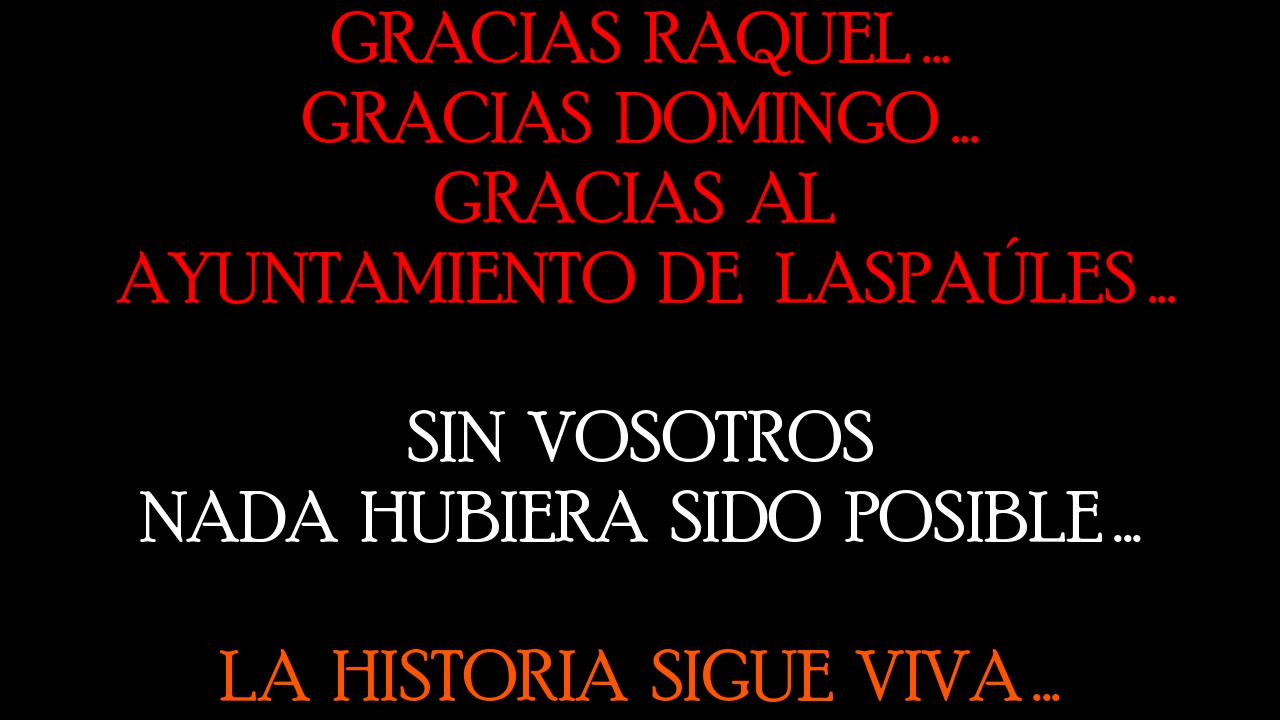 GRACIAS RAQUEL...
GRACIAS DOMINGO...
GRACIAS AL
AYUNTAMIENTO DE LASPAÚLES...
SIN VOSOTROS
NADA HUBIERA SIDO POSIBLE...
LA HISTORIA SIGUE VIVA...